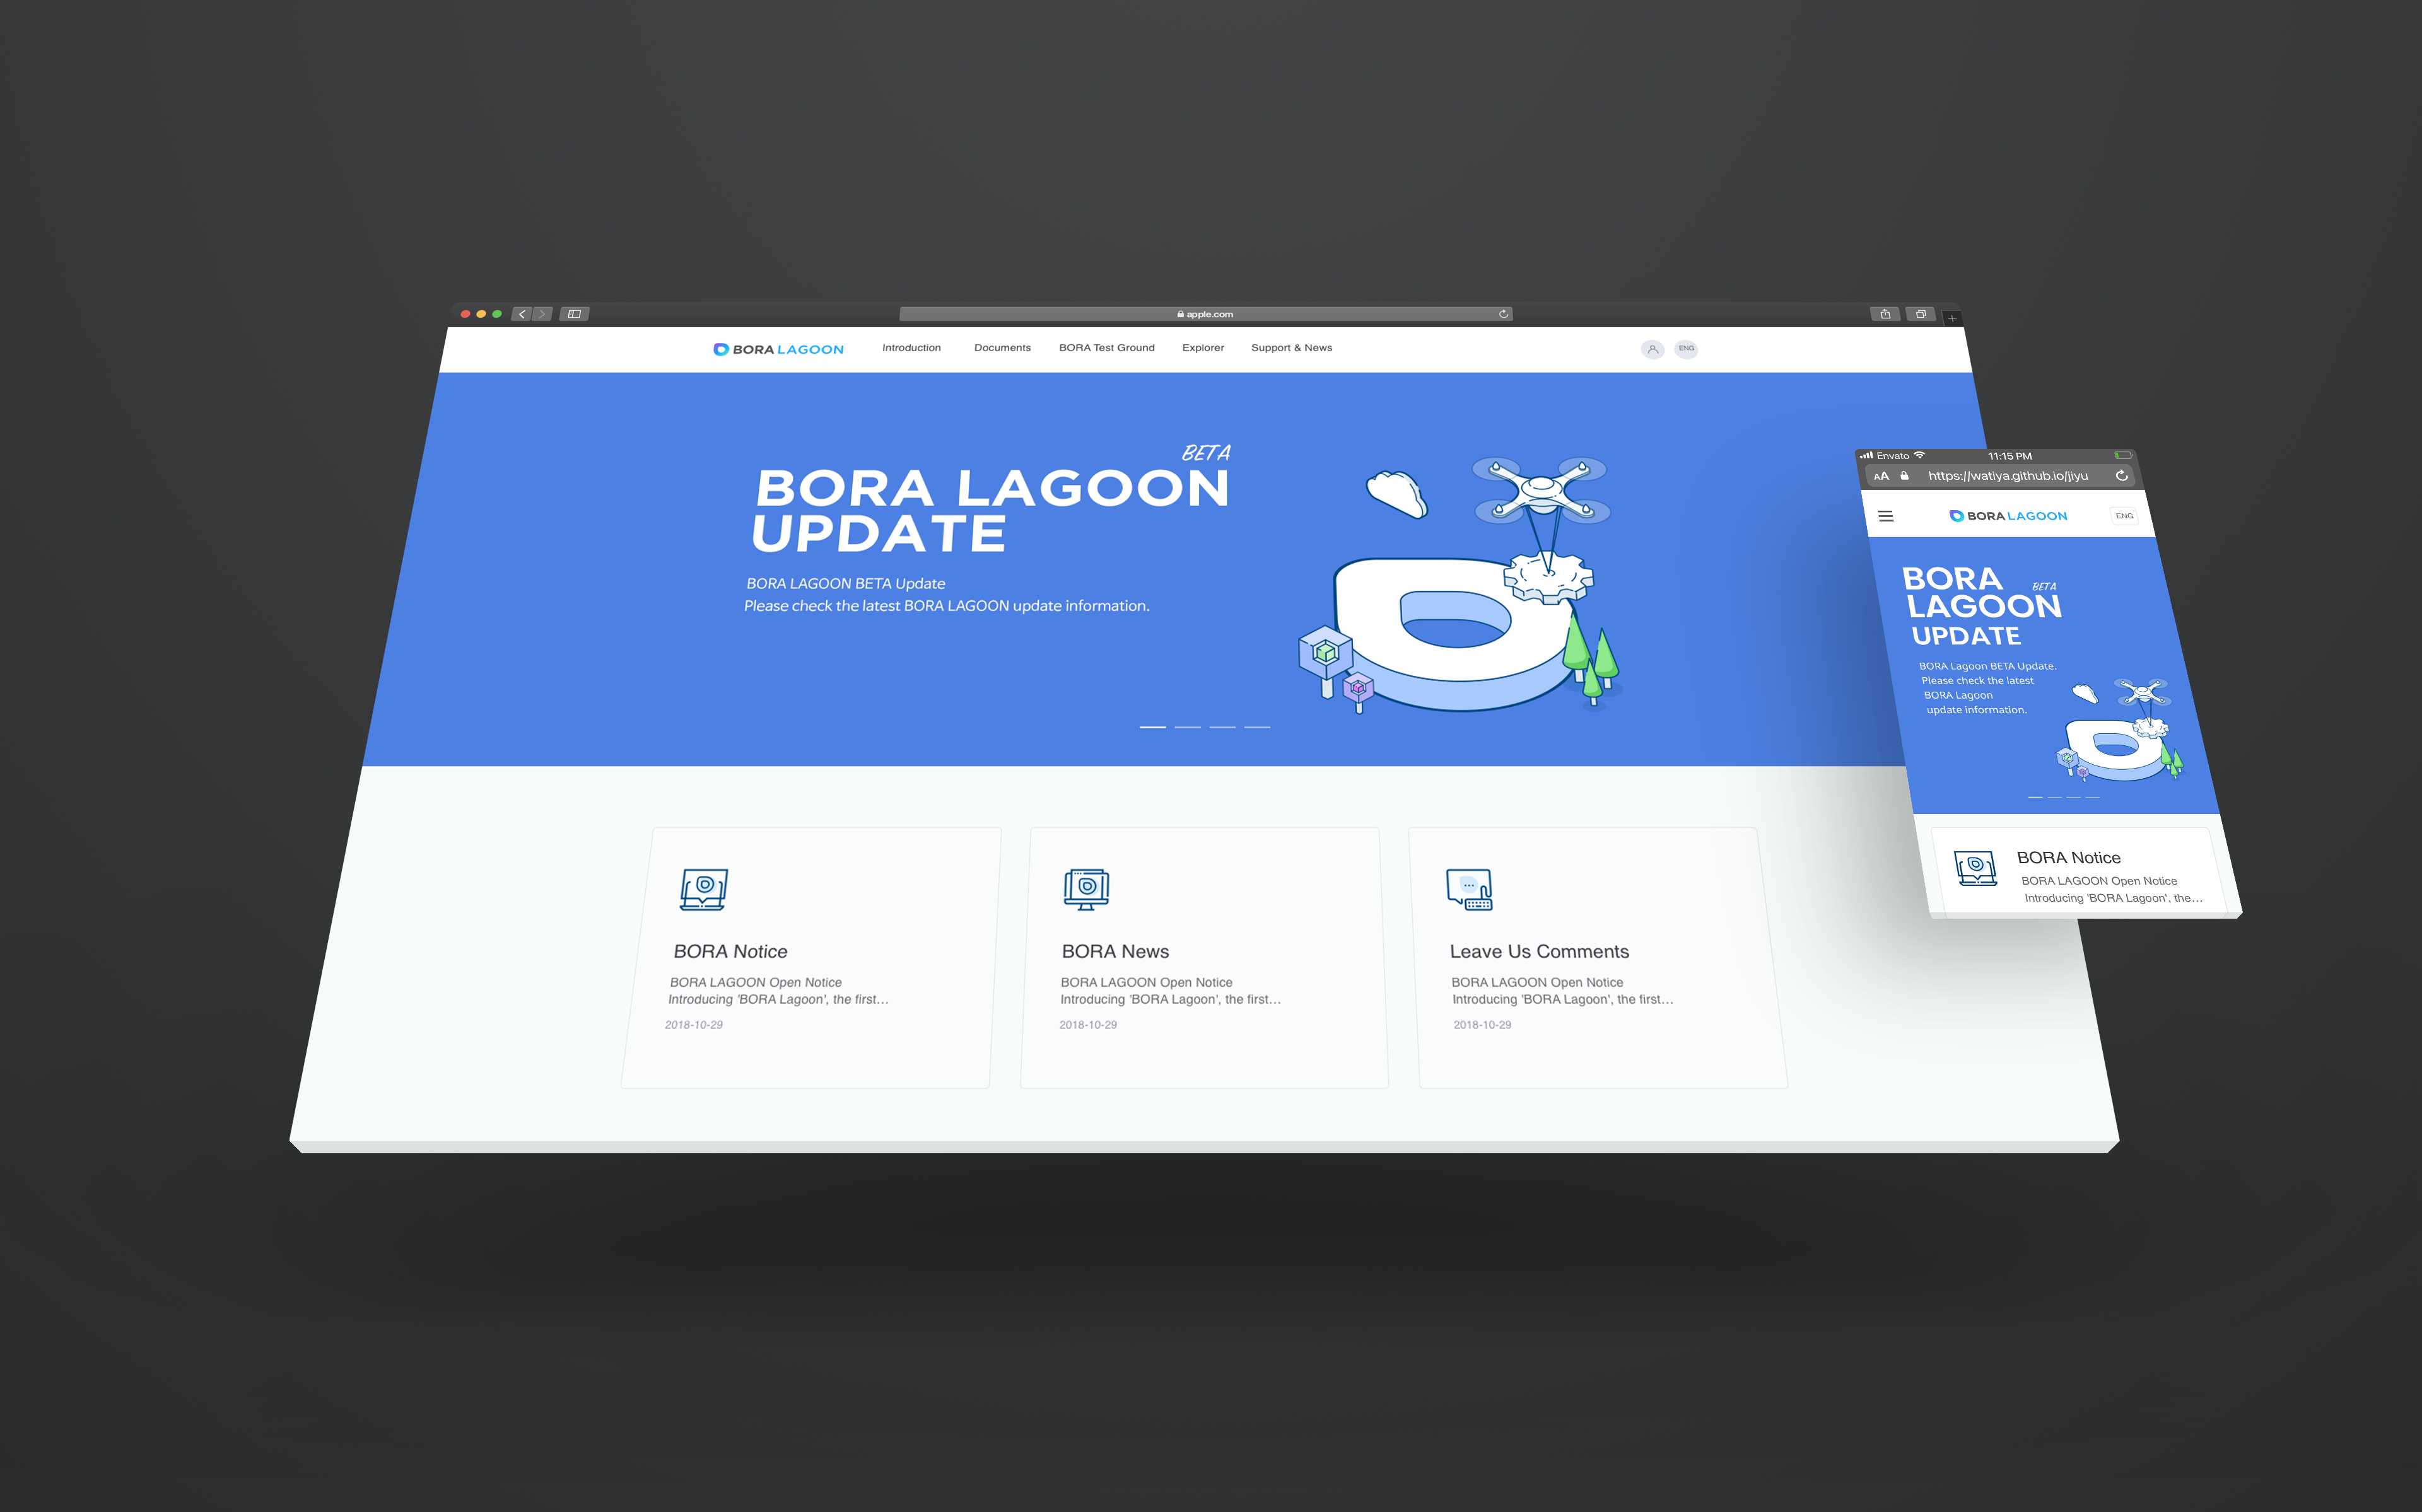 apple.com
BORA LAGOON
Introduction
Documents
BORA Test Ground
Explorer
Support & News
ENG
BETA
BORA LAGOON
UPDATE
BORA LAGOON BETA Update
Please check the latest BORA LAGOON update information.
BORA Notice
BORA LAGOON Open Notice
Introducing 'BORA Lagoon', the first...
2018-10-29
BORA News
BORA LAGOON Open Notice
Introducing 'BORA Lagoon', the first...
2018-10-29
Leave Us Comments
BORA LAGOON Open Notice
Introducing 'BORA Lagoon', the first...
2018-10-29
Envato
11:15 PM
AA
https://watiya.github.io/jiyu
BORA LAGOON
ENG
BORA
BETA
LAGOON
UPDATE
BORA Lagoon BETA Update.
Please check the latest
BORA Lagoon
update information.
BORA Notice
BORA LAGOON Open Notice
Introducing 'BORA Lagoon', the...